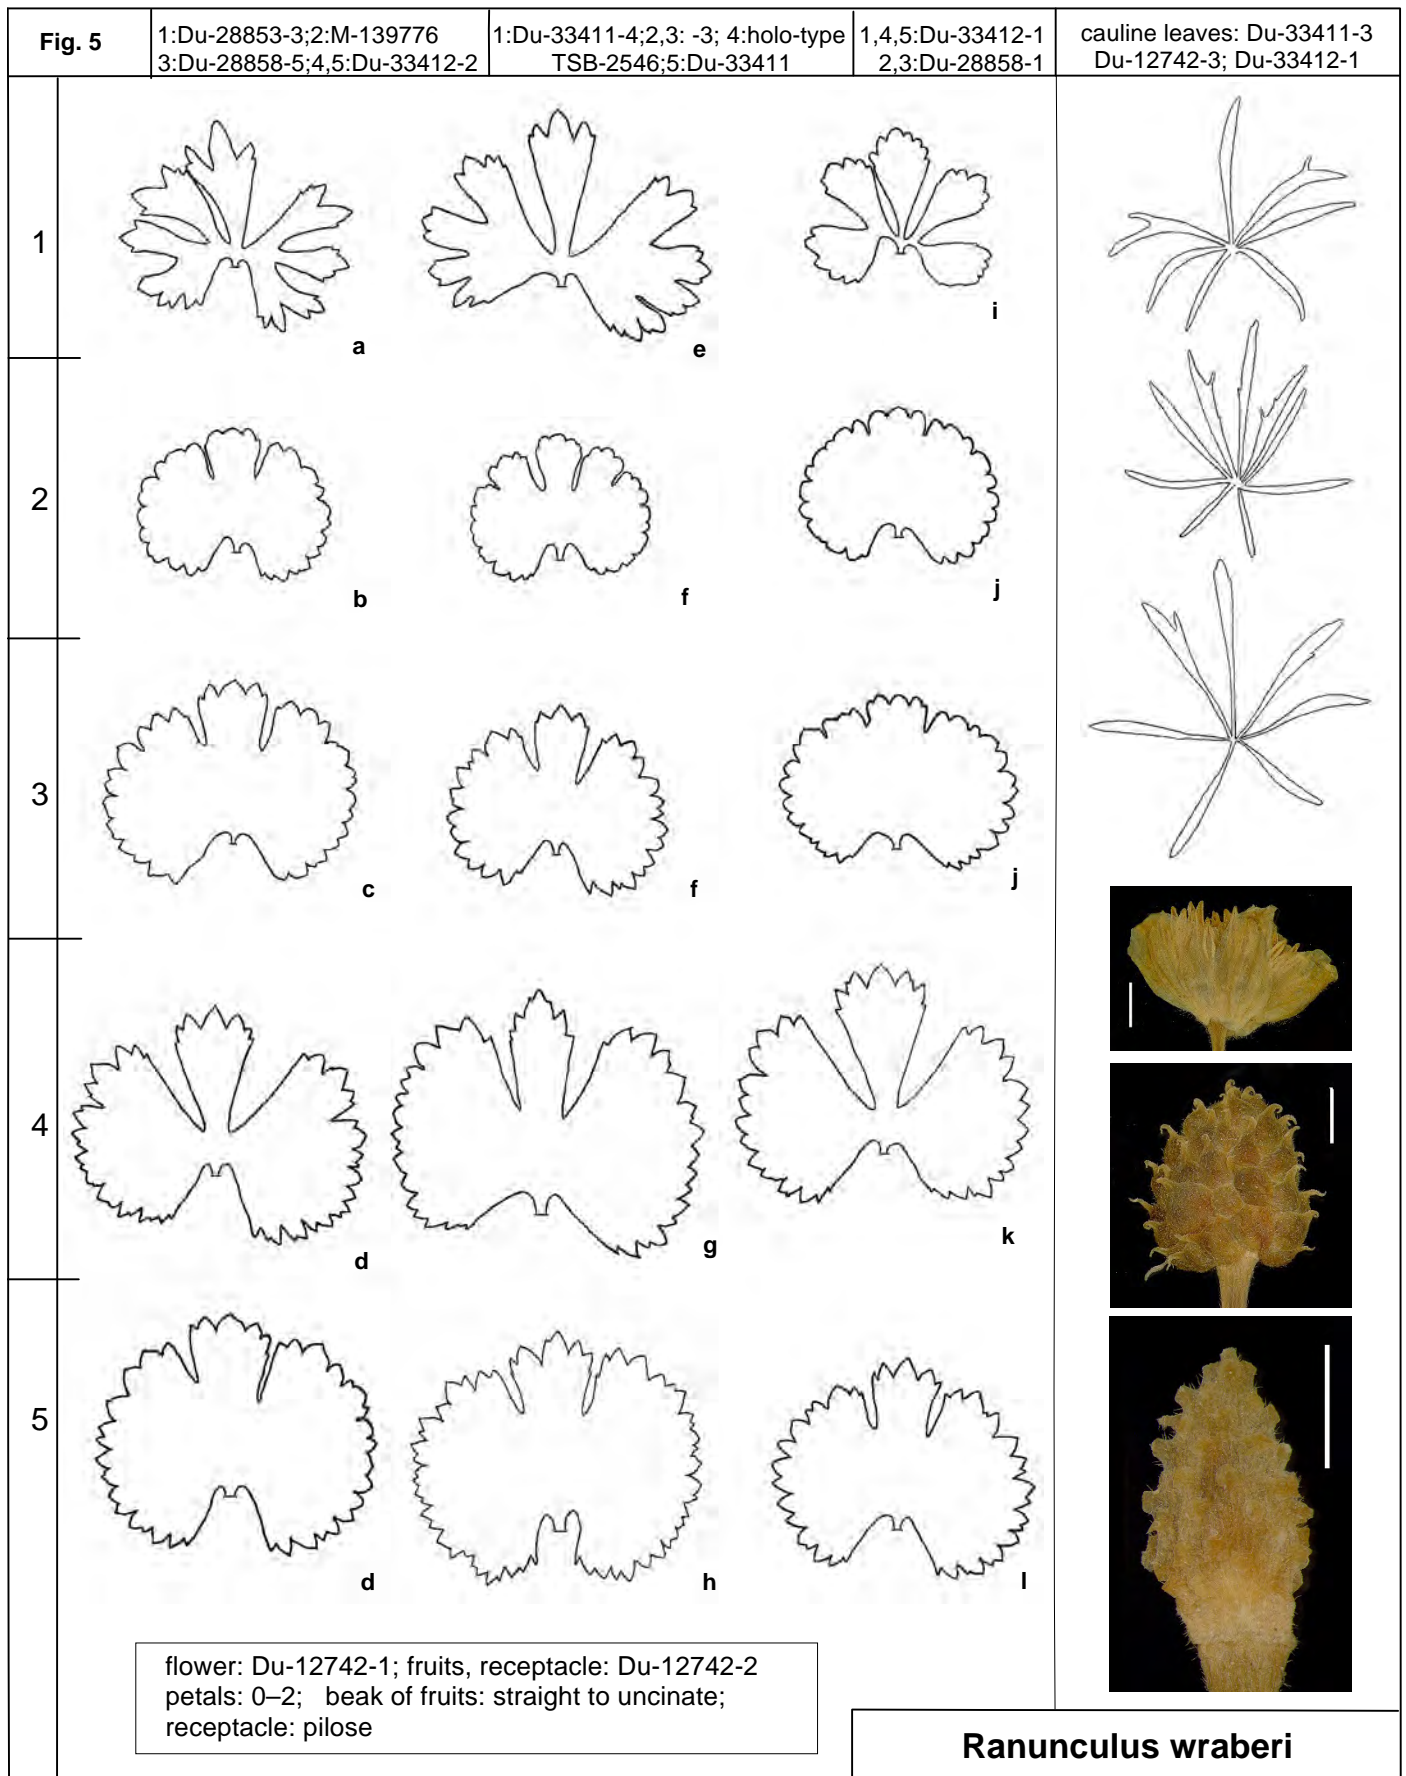 Fig. 5
1:Du-28853-3;2:M-139776
3:Du-28858-5;4,5:Du-33412-2
1:Du-33411-4;2,3: -3; 4:holo-type
TSB-2546;5:Du-33411
1,4,5:Du-33412-1
2,3:Du-28858-1
cauline leaves: Du-33411-3
Du-12742-3; Du-33412-1
1
a
e
i
2
b
f
j
3
c
f
j
4
d
g
k
5
d
h
l
flower: Du-12742-1; fruits, receptacle: Du-12742-2
petals: 0–2; beak of fruits: straight to uncinate;
receptacle: pilose
Ranunculus wraberi